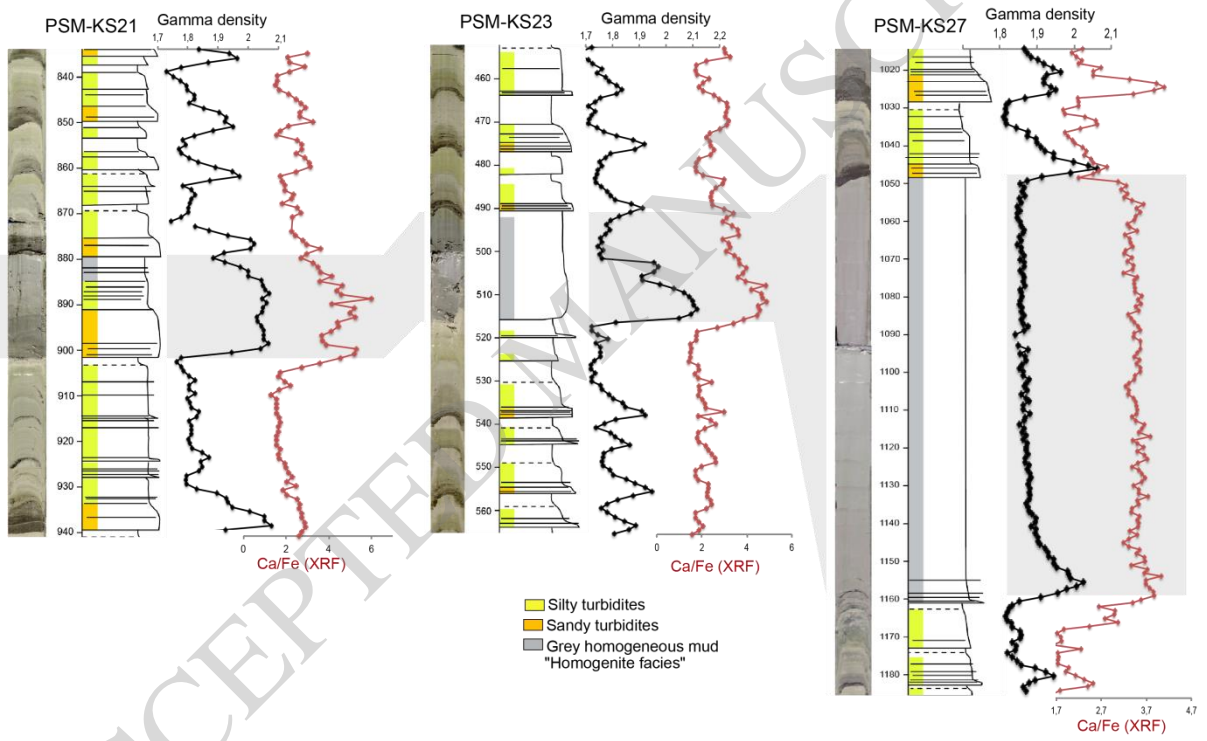 PSM-KS21
Gamma density
1,7 1,8 1,9 2 2,1
840
850
860
870
880
890
900
910
920
930
940
0 2 4 6
Ca/Fe (XRF)
PSM-KS23
Gamma density
1,7 1,8 1,9 2 2,1 2,2
460
470
480
490
500
510
520
530
540
550
560
0 2 4 6
Ca/Fe (XRF)
PSM-KS27
Gamma density
1,8 1,9 2 2,1
1020
1030
1040
1050
1060
1070
1080
1090
1100
1110
1120
1130
1140
1150
1160
1170
1180
1,7 2,7 3,7 4,7
Ca/Fe (XRF)
Silty turbidites
Sandy turbidites
Grey homogeneous mud
"Homogenite facies"
ACCEPTED MANUSCRIPT